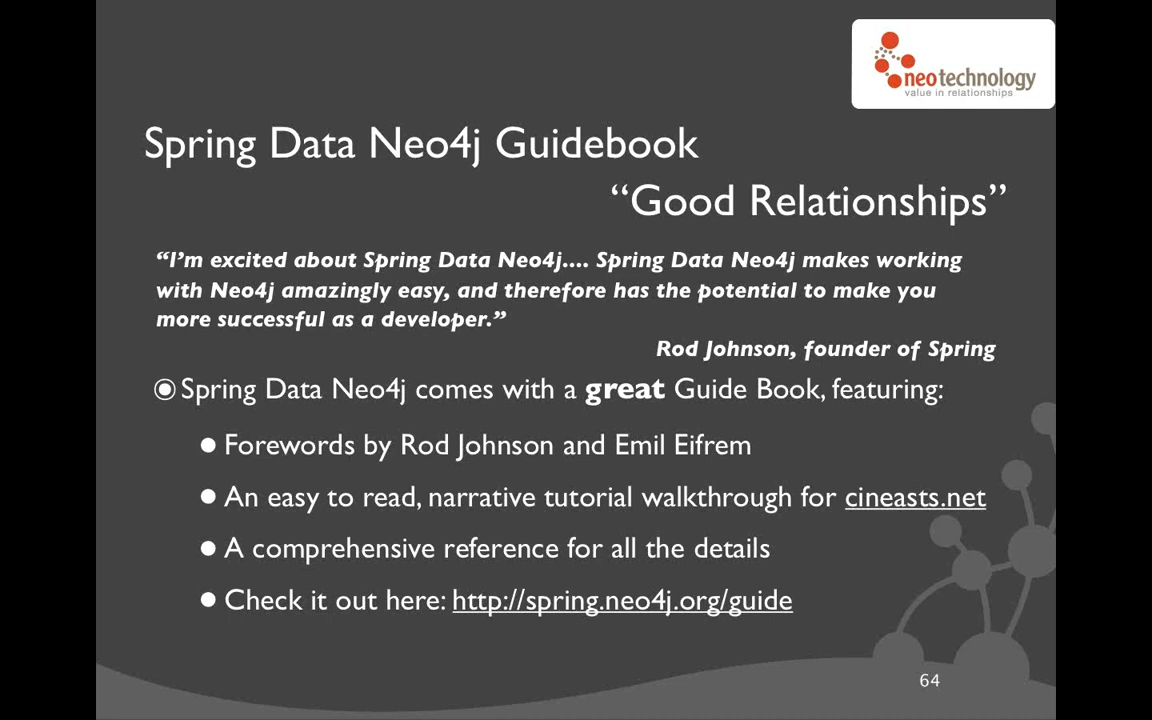 neotechnology
value in relationships
Spring Data Neo4j Guidebook
“Good Relationships”
“I’m excited about Spring Data Neo4j.... Spring Data Neo4j makes working
with Neo4j amazingly easy, and therefore has the potential to make you
more successful as a developer.”
Rod Johnson, founder of Spring
Spring Data Neo4j comes with a great Guide Book, featuring:
• Forewords by Rod Johnson and Emil Eifrem
• An easy to read, narrative tutorial walkthrough for cineasts.net
• A comprehensive reference for all the details
• Check it out here: http://spring.neo4j.org/guide
64